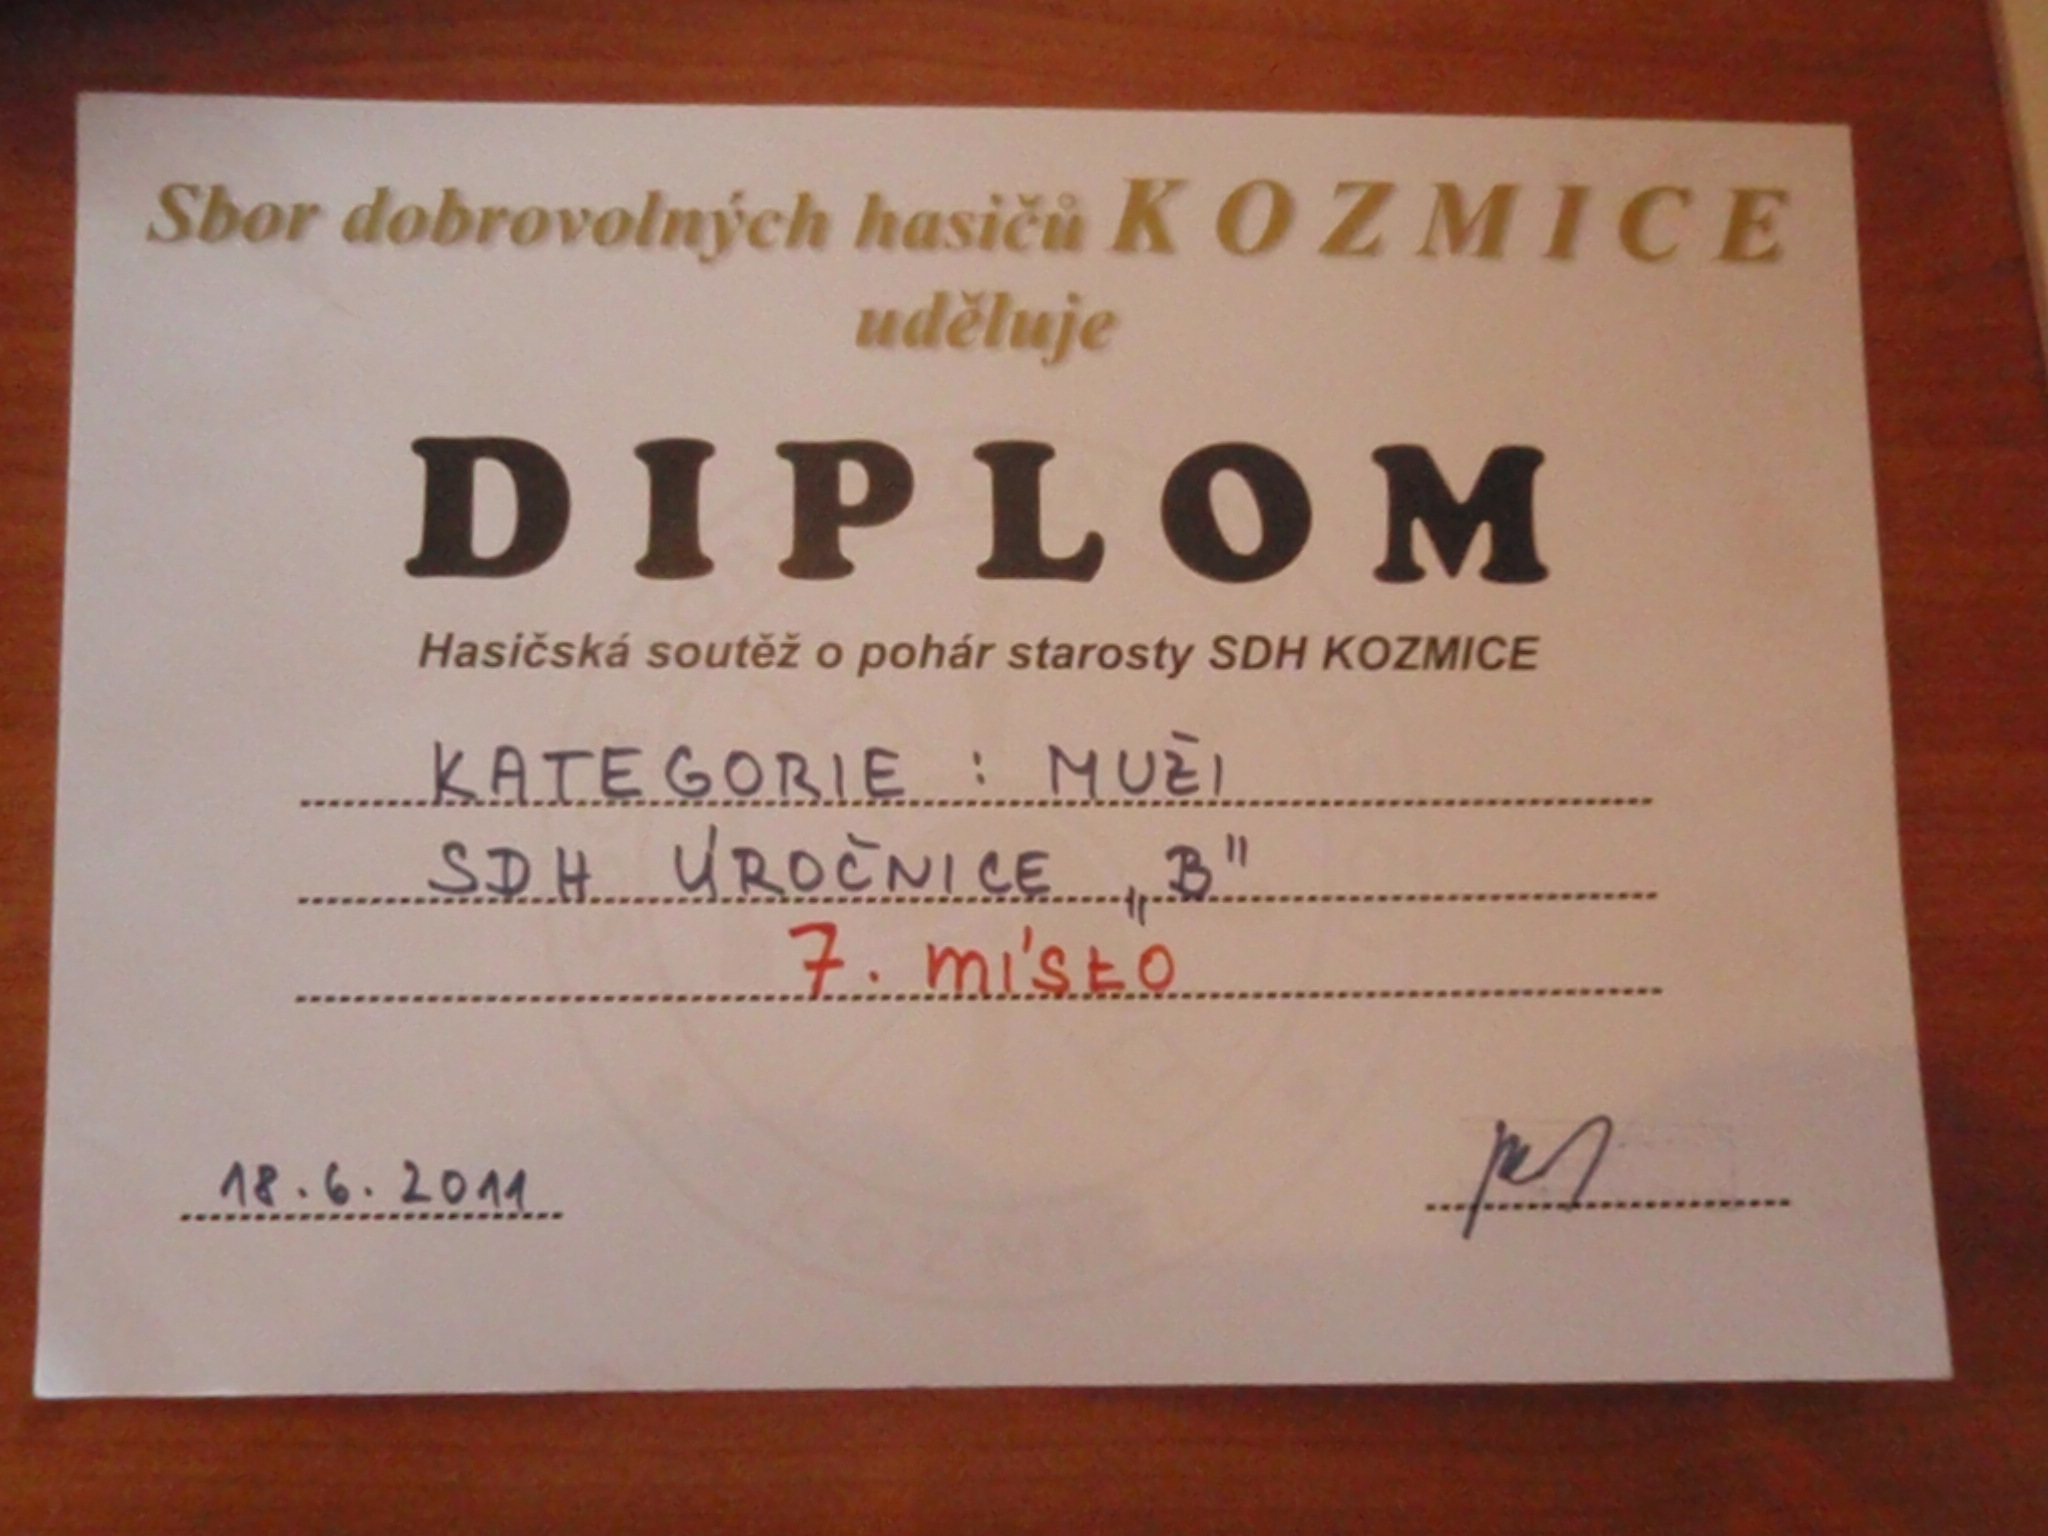 Sbor dobrovolných hasičů KOZMICE
uděluje
DIPLOM
Hasičská soutěž o pohár starosty SDH KOZMICE
KATEGORIE : MUŽI
SDH ÚROČNICE „B"
7. MÍSTO
18.6.2011